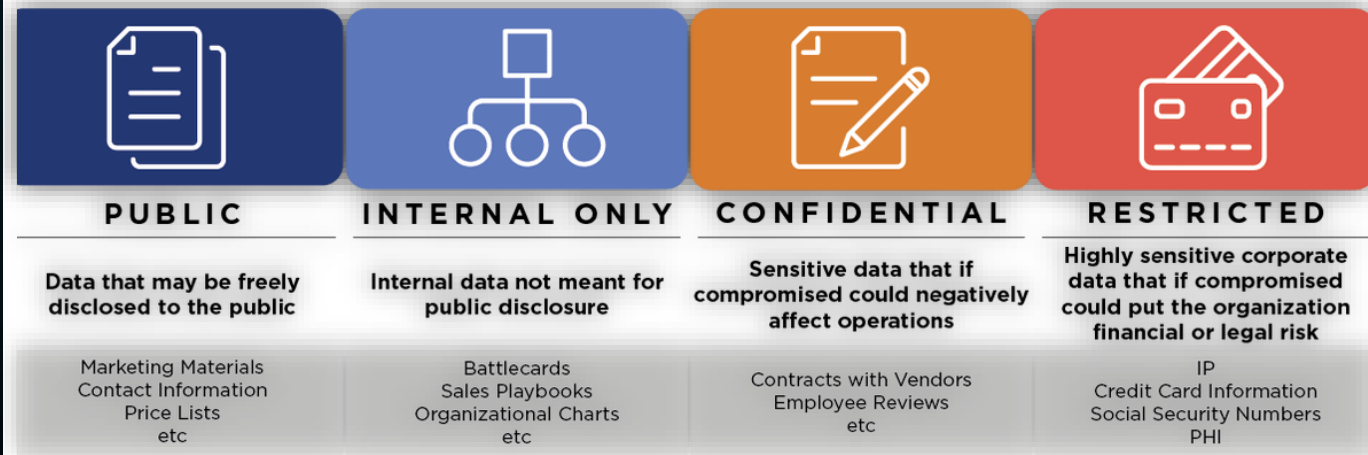 PUBLIC
Data that may be freely
disclosed to the public
Marketing Materials
Contact Information
Price Lists
etc
INTERNAL ONLY
Internal data not meant for
public disclosure
Battlecards
Sales Playbooks
Organizational Charts
etc
CONFIDENTIAL
Sensitive data that if
compromised could negatively
affect operations
Contracts with Vendors
Employee Reviews
etc
RESTRICTED
Highly sensitive corporate
data that if compromised
could put the organization
financial or legal risk
IP
Credit Card Information
Social Security Numbers
PHI